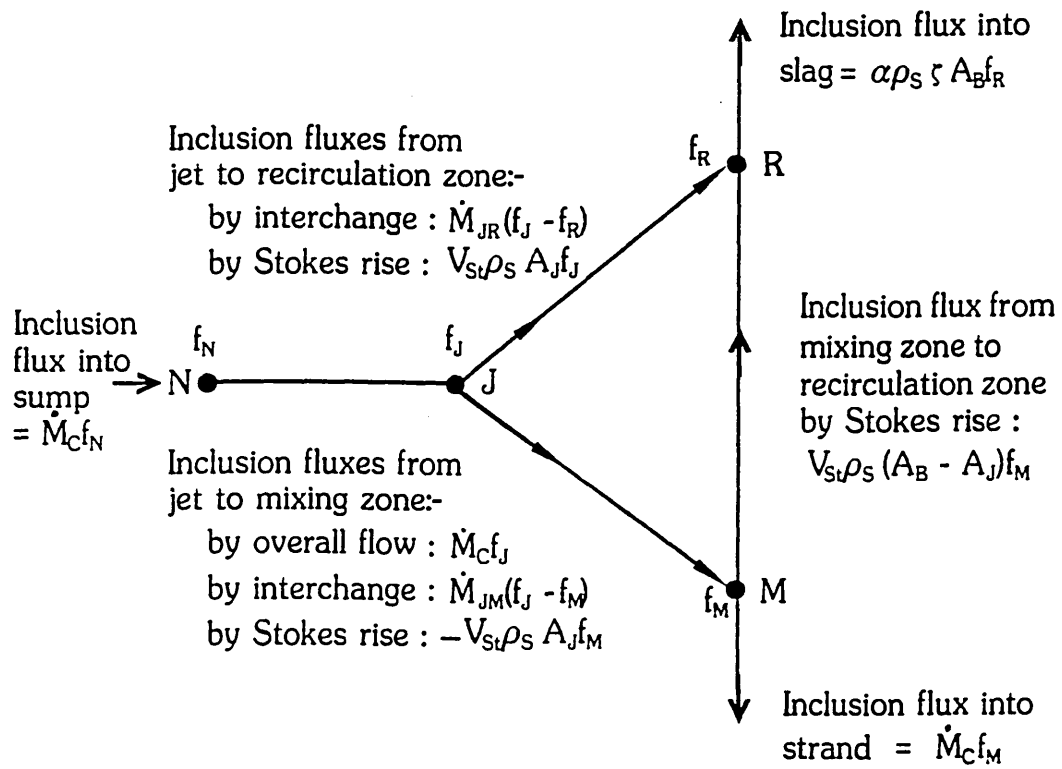 Inclusion flux into
slag = αρ_S ζ A_B f_R
Inclusion fluxes from
jet to recirculation zone:-
by interchange : Ṁ_JR(f_J - f_R)
by Stokes rise : V_St ρ_S A_J f_J
f_R
R
Inclusion
flux into
sump
= Ṁ_C f_N
f_N
N
f_J
J
Inclusion flux from
mixing zone to
recirculation zone
by Stokes rise :
V_St ρ_S (A_B - A_J)f_M
Inclusion fluxes from
jet to mixing zone:-
by overall flow : Ṁ_C f_J
by interchange : Ṁ_JM(f_J - f_M)
by Stokes rise : -V_St ρ_S A_J f_M
f_M
M
Inclusion flux into
strand = Ṁ_C f_M